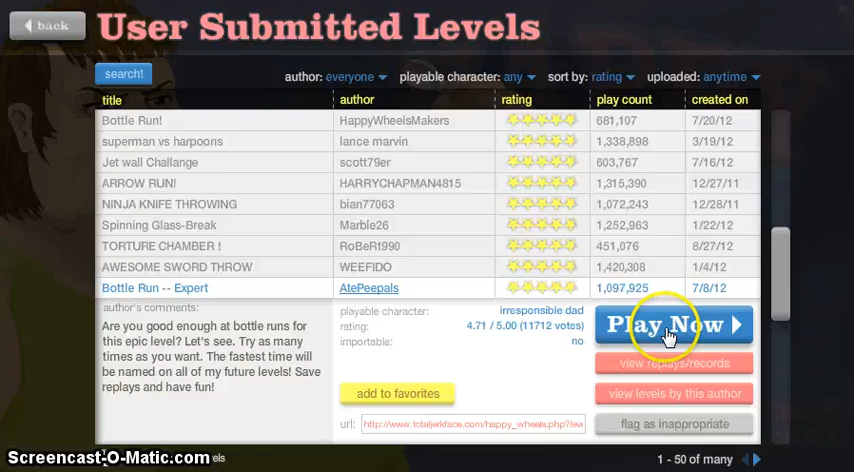 back
User Submitted Levels
search!
author: everyone playable character: any sort by: rating uploaded: anytime
title author rating play count created on
Bottle Run! HappyWheelsMakers 681,107 7/20/12
superman vs harpoons lance marvin 1,338,898 3/19/12
Jet wall Challange scott79er 603,767 7/16/12
ARROW RUN! HARRYCHAPMAN4815 1,315,390 12/27/11
NINJA KNIFE THROWING bian77063 1,072,243 12/28/11
Spinning Glass-Break Marble26 1,252,963 1/22/12
TORTURE CHAMBER ! RoBeRt990 451,076 8/27/12
AWESOME SWORD THROW WEEFIDO 1,420,308 1/4/12
Bottle Run -- Expert AtePeepals 1,097,925 7/8/12
author's comments:
Are you good enough at bottle runs for
this epic level? Let's see. Try as many
times as you want. The fastest time will
be named on all of my future levels! Save
replays and have fun!
playable character: irresponsible dad
rating: 4.71 / 5.00 (11712 votes)
importable: no
add to favorites
url: http://www.totaljerkface.com/happy_wheels.php?lev
Play Now
view replays/records
view levels by this author
flag as inappropriate
Screencast-O-Matic.com
1 - 50 of many